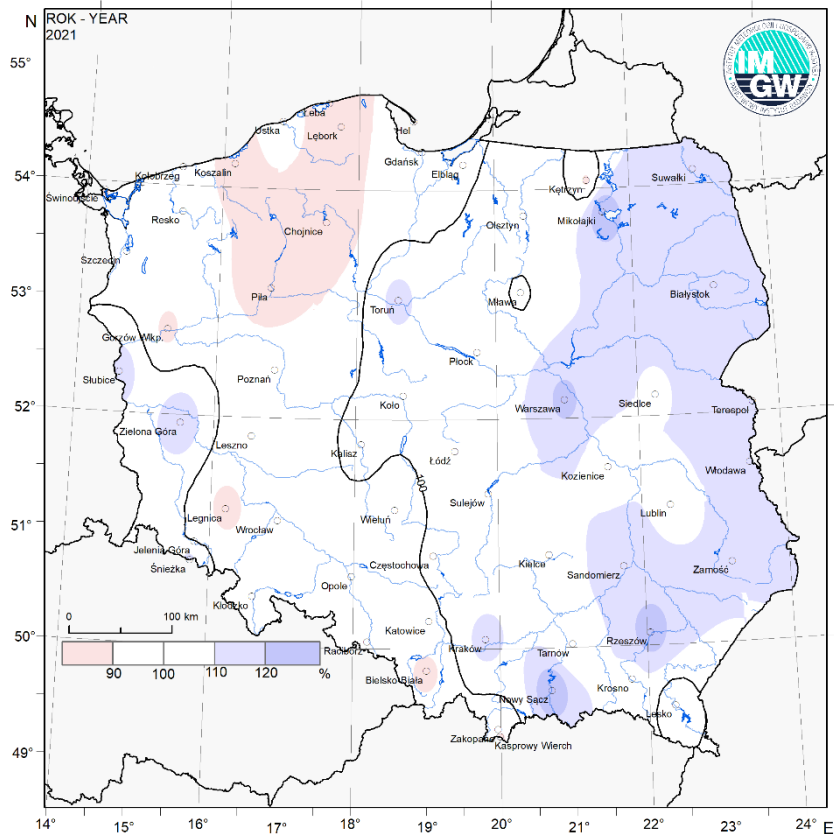 N
ROK - YEAR
2021
IM
GW
55°
Łeba
Ustka
Lębork
Hel
Gdańsk
Elbląg
Kołobrzeg
Koszalin
54°
Kętrzyn
Suwałki
Świnoujście
Resko
Chojnice
Olsztyn
Mikołajki
Szczecin
53°
Piła
Toruń
Mława
Białystok
Gorzów Wlkp.
Płock
Słubice
Poznań
Koło
Warszawa
Siedlce
Terespol
52°
Zielona Góra
Leszno
Kalisz
Łódź
Kozienice
Włodawa
100
Sulejów
Lublin
51°
Legnica
Wrocław
Wieluń
Jelenia Góra
Śnieżka
Częstochowa
Kielce
Sandomierz
Zamość
Opole
Kłodzko
0 100 km
Katowice
50°
Racibórz
Kraków
Tarnów
Rzeszów
90 100 110 120 %
Bielsko-Biała
Nowy Sącz
Krosno
Lesko
Zakopane
Kasprowy Wierch
49°
14° 15° 16° 17° 18° 19° 20° 21° 22° 23° 24° E